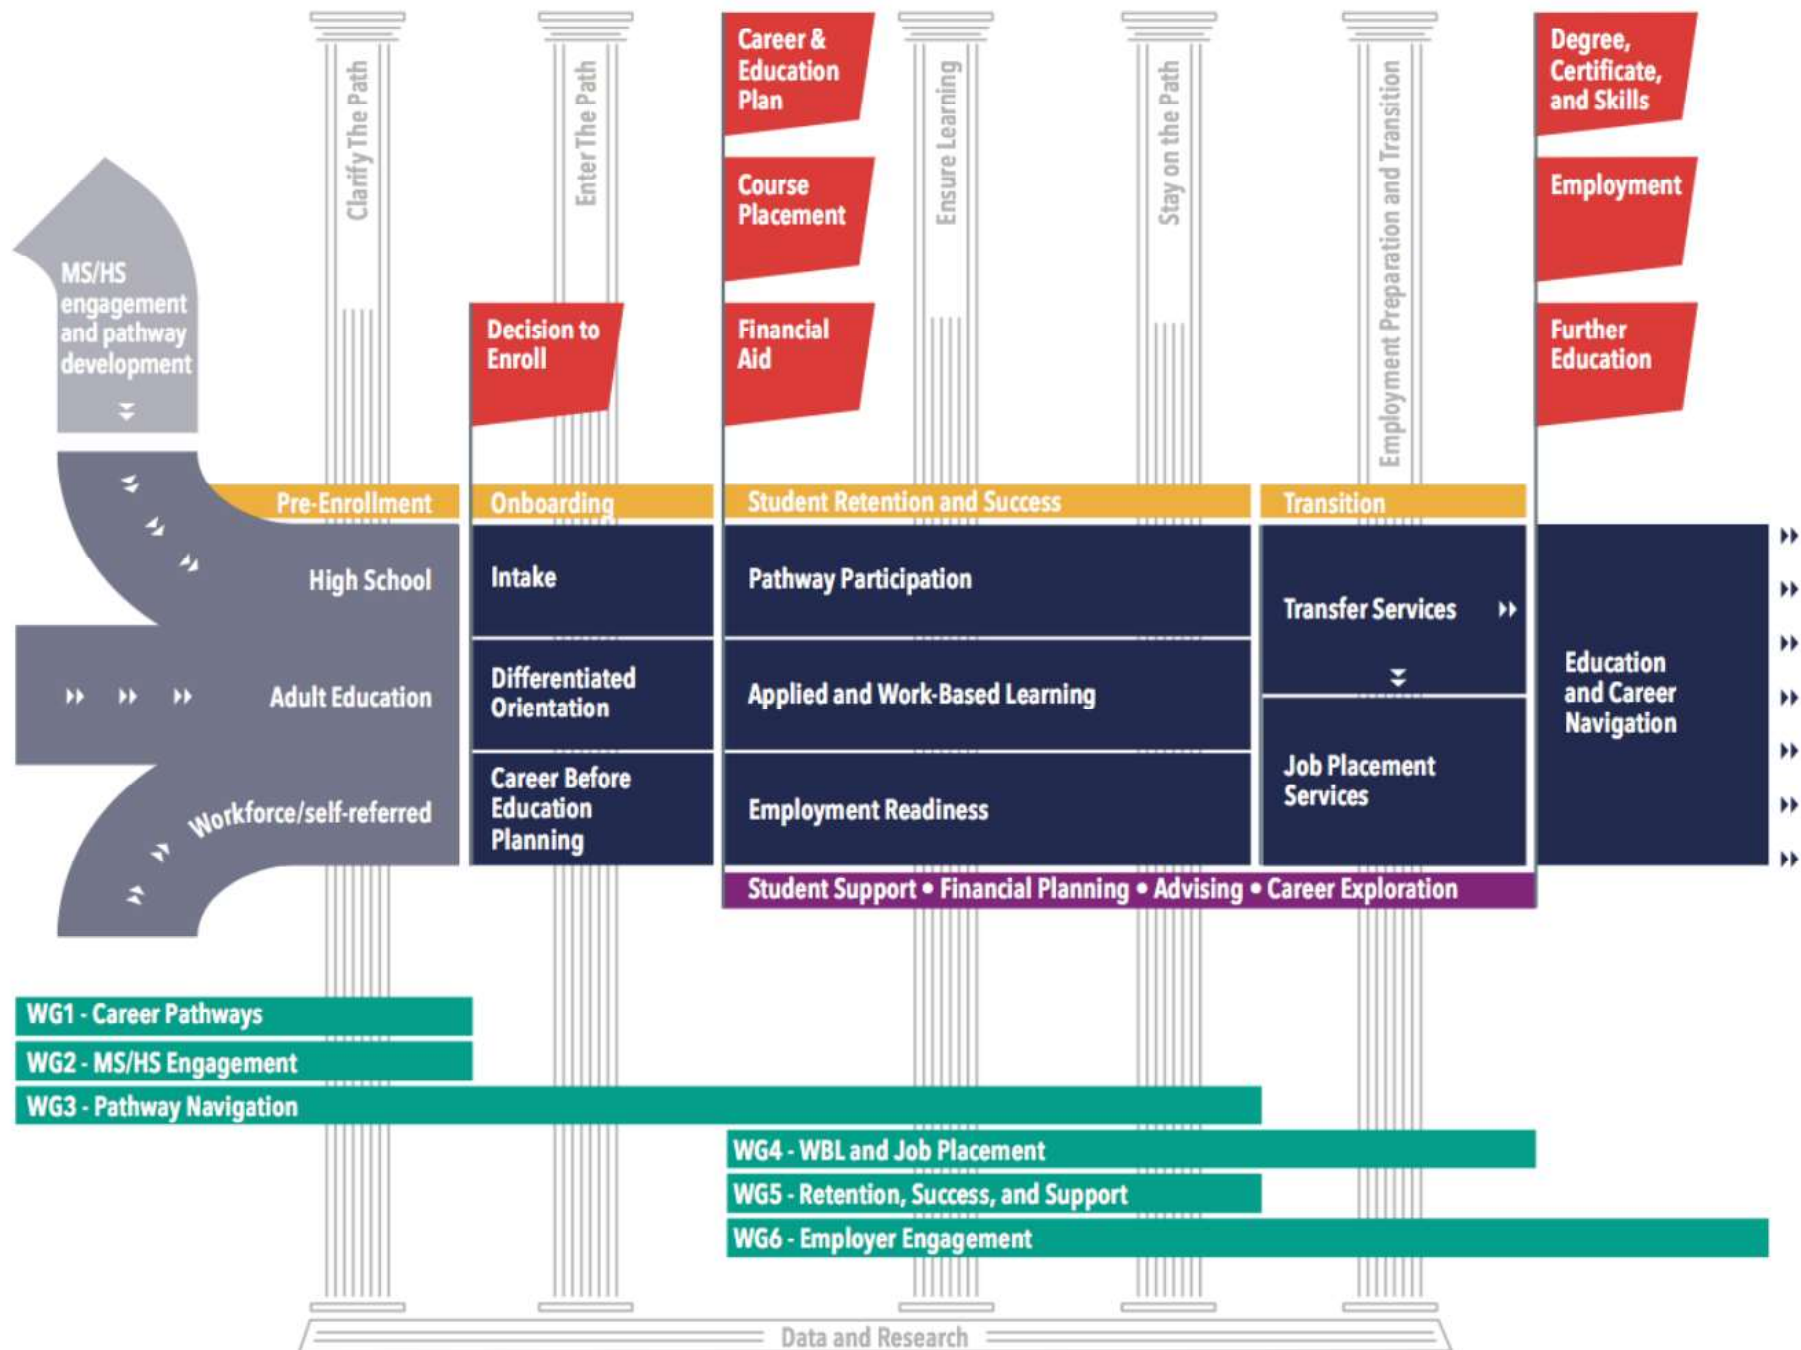 Clarify The Path
Enter The Path
Career &
Education
Plan
Ensure Learning
Stay on the Path
Employment Preparation and Transition
Degree,
Certificate,
and Skills
Course
Placement
Employment
MS/HS
engagement
and pathway
development
Decision to
Enroll
Financial
Aid
Further
Education
Pre-Enrollment
Onboarding
Student Retention and Success
Transition
High School
Adult Education
Workforce/self-referred
Intake
Differentiated
Orientation
Career Before
Education
Planning
Pathway Participation
Applied and Work-Based Learning
Employment Readiness
Transfer Services
Job Placement
Services
Education
and Career
Navigation
Student Support • Financial Planning • Advising • Career Exploration
WG1 - Career Pathways
WG2 - MS/HS Engagement
WG3 - Pathway Navigation
WG4 - WBL and Job Placement
WG5 - Retention, Success, and Support
WG6 - Employer Engagement
Data and Research